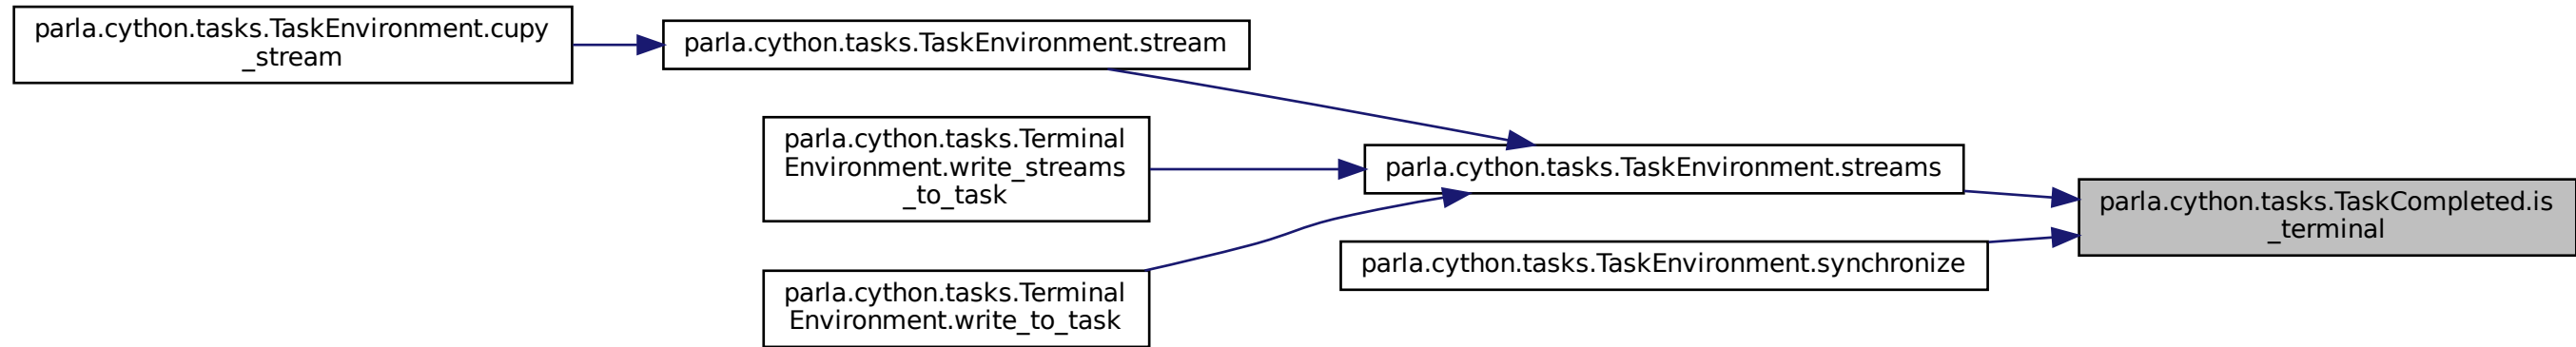 parla.cython.tasks.TaskEnvironment.cupy
_stream
parla.cython.tasks.TaskEnvironment.stream
parla.cython.tasks.Terminal
Environment.write_streams
_to_task
parla.cython.tasks.Terminal
Environment.write_to_task
parla.cython.tasks.TaskEnvironment.streams
parla.cython.tasks.TaskEnvironment.synchronize
parla.cython.tasks.TaskCompleted.is
_terminal